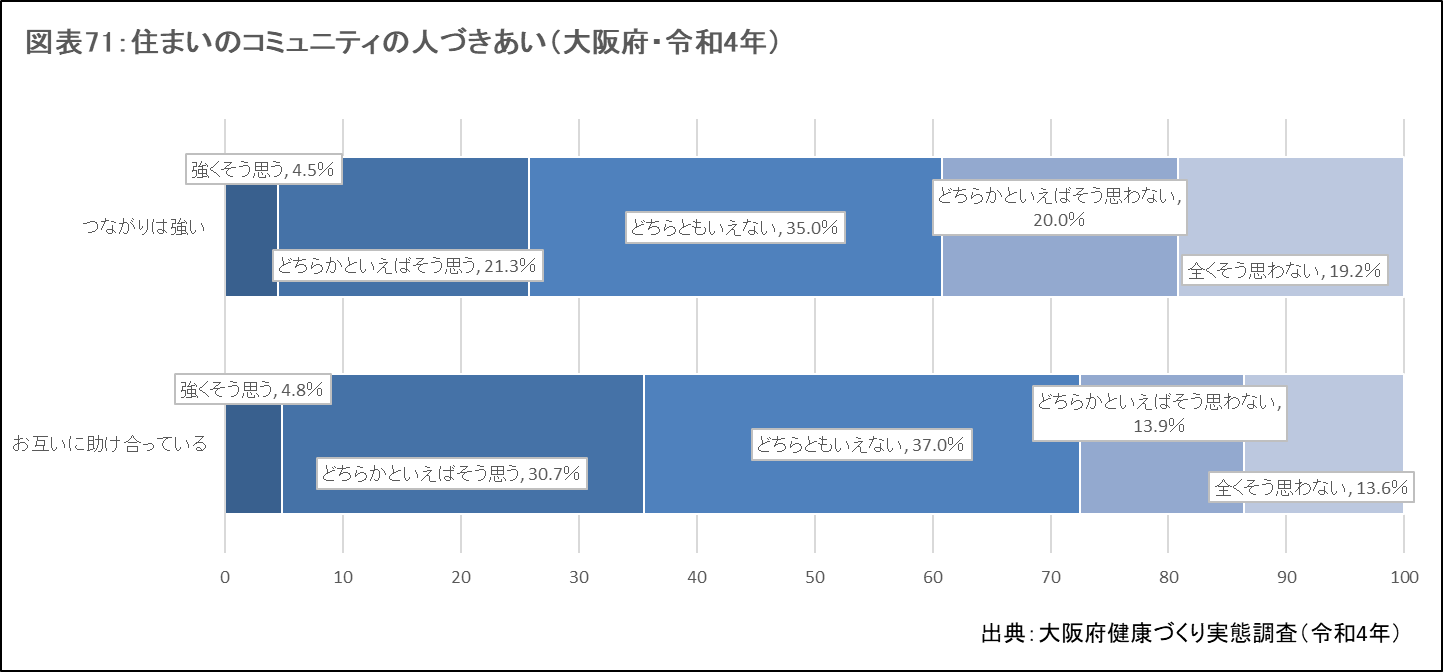 図表71:住まいのコミュニティの人づきあい(大阪府・令和4年)
強くそう思う, 4.5%
どちらかといえばそう思わない,
20.0%
つながりは強い
どちらともいえない, 35.0%
どちらかといえばそう思う, 21.3%
全くそう思わない, 19.2%
強くそう思う, 4.8%
どちらかといえばそう思わない,
13.9%
お互いに助け合っている
どちらともいえない, 37.0%
どちらかといえばそう思う, 30.7%
全くそう思わない, 13.6%
0 10 20 30 40 50 60 70 80 90 100
出典:大阪府健康づくり実態調査(令和4年)